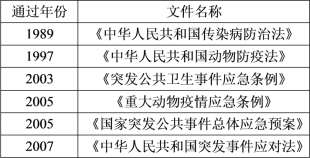 通过年份 文件名称
1989 《中华人民共和国传染病防治法》
1997 《中华人民共和国动物防疫法》
2003 《突发公共卫生事件应急条例》
2005 《重大动物疫情应急条例》
2005 《国家突发公共事件总体应急预案》
2007 《中华人民共和国突发事件应对法》